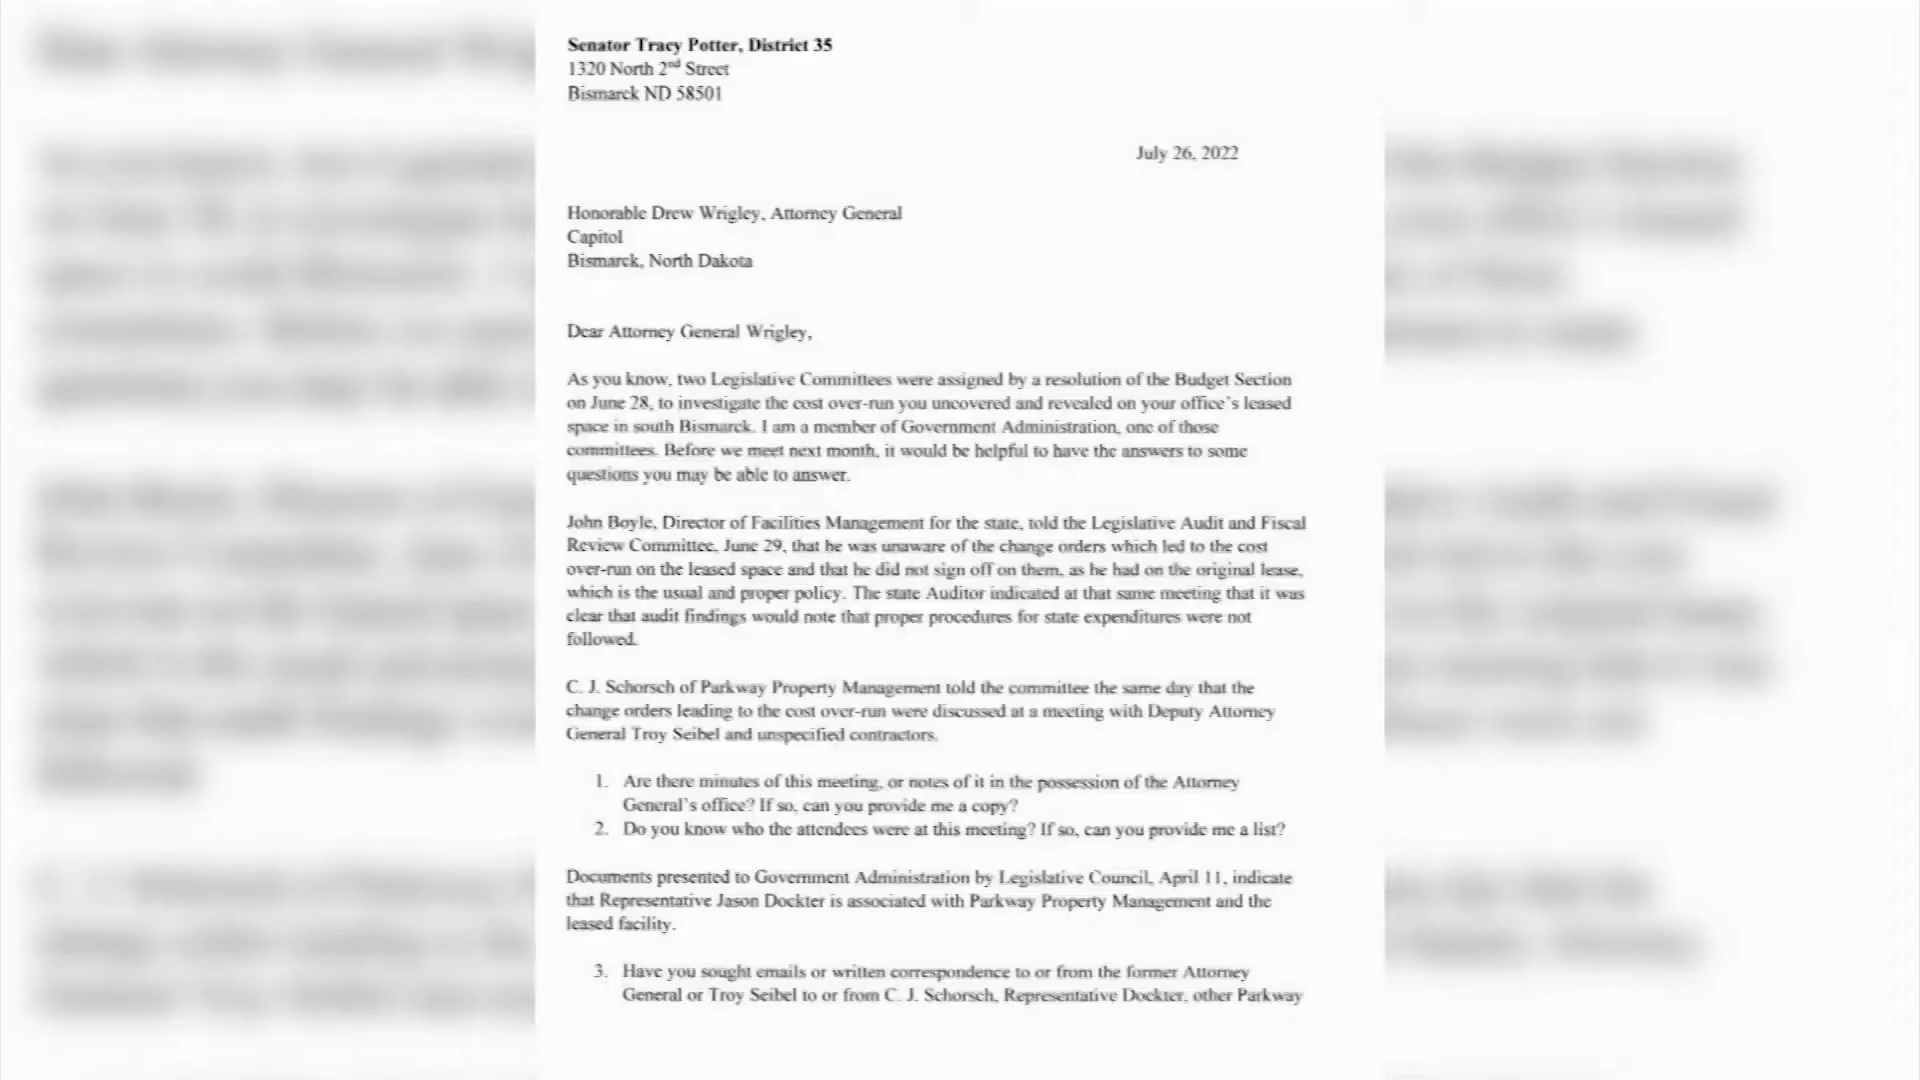 Senator Tracy Potter, District 35
1320 North 2nd Street
Bismarck ND 58501
July 26, 2022
Honorable Drew Wrigley, Attorney General
Capitol
Bismarck, North Dakota
Dear Attorney General Wrigley,
As you know, two Legislative Committees were assigned by a resolution of the Budget Section
on June 28, to investigate the cost over-run you uncovered and revealed on your office's leased
space in south Bismarck. I am a member of Government Administration, one of those
committees. Before we meet next month, it would be helpful to have the answers to some
questions you may be able to answer.
John Boyle, Director of Facilities Management for the state, told the Legislative Audit and Fiscal
Review Committee, June 29, that he was unaware of the change orders which led to the cost
over-run on the leased space and that he did not sign off on them, as he had on the original lease,
which is the usual and proper policy. The state Auditor indicated at that same meeting that it was
clear that audit findings would note that proper procedures for state expenditures were not
followed.
C. J. Schorsch of Parkway Property Management told the committee the same day that the
change orders leading to the cost over-run were discussed at a meeting with Deputy Attorney
General Troy Seibel and unspecified contractors.
1. Are there minutes of this meeting, or notes of it in the possession of the Attorney
General's office? If so, can you provide me a copy?
2. Do you know who the attendees were at this meeting? If so, can you provide me a list?
Documents presented to Government Administration by Legislative Council, April 11, indicate
that Representative Jason Dockter is associated with Parkway Property Management and the
leased facility.
3. Have you sought emails or written correspondence to or from the former Attorney
General or Troy Seibel to or from C. J. Schorsch, Representative Dockter, other Parkway